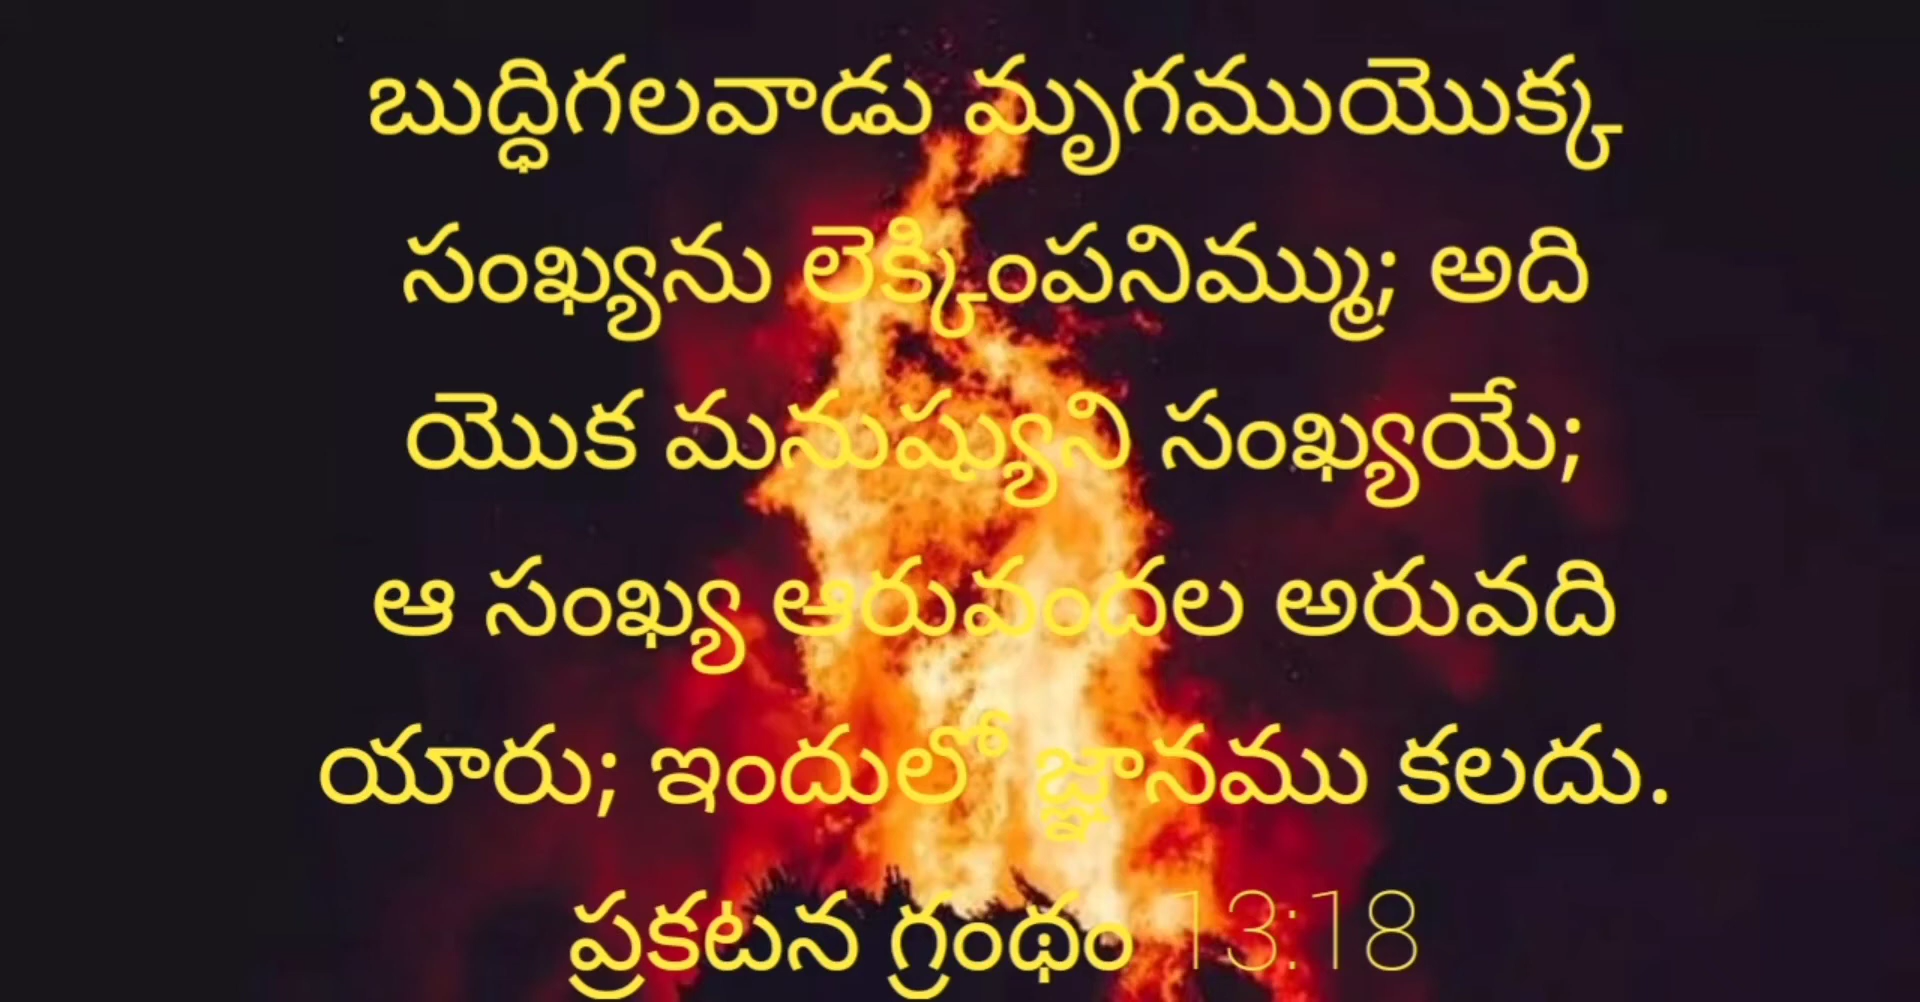 బుద్ధిగలవాడు మృగముయొక్క
సంఖ్యను లెక్కింపనిమ్ము; అది
యొక మనుష్యుని సంఖ్యయే;
ఆ సంఖ్య ఆరువందల అరువది
యారు; ఇందులో జ్ఞానము కలదు.
ప్రకటన గ్రంథం 13:18